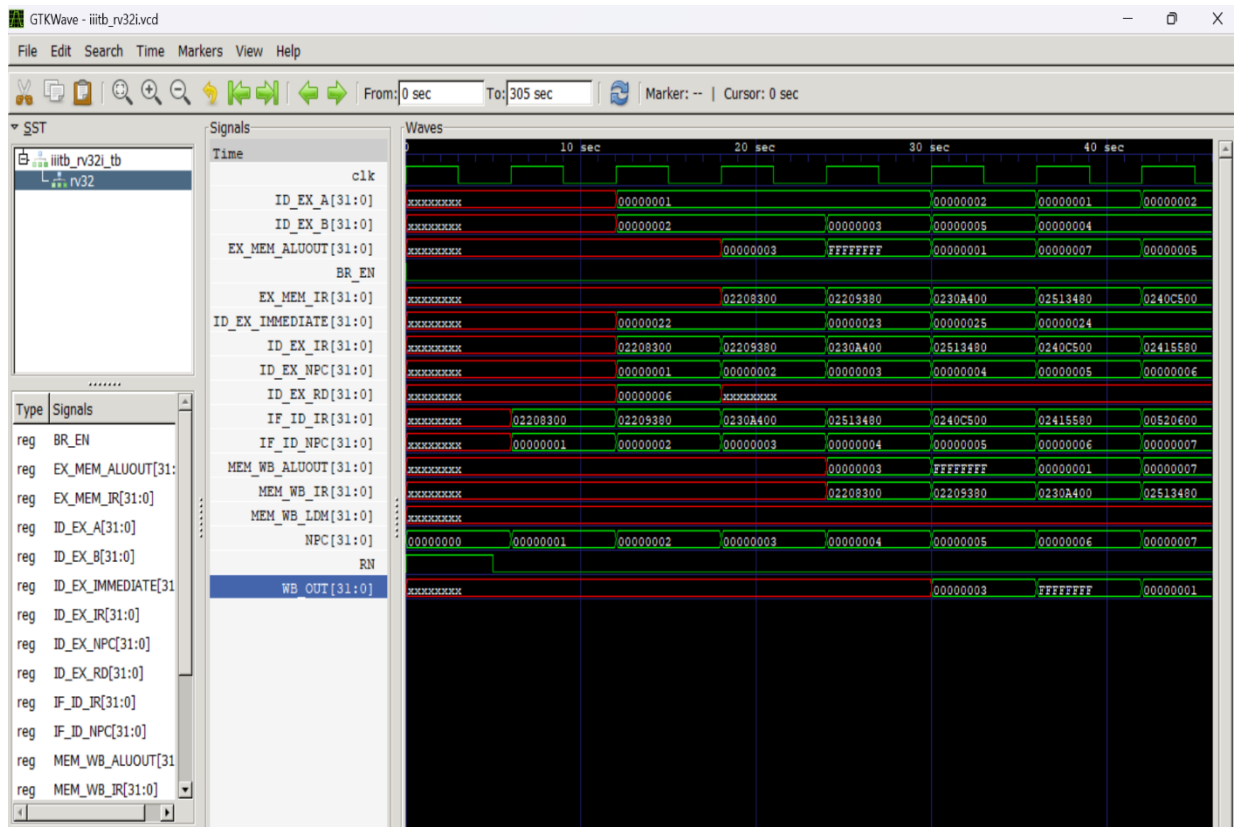 GTKWave - iiitb_rv32i.vcd
File Edit Search Time Markers View Help
From: 0 sec To: 305 sec Marker: -- | Cursor: 0 sec
SST
iiitb_rv32i_tb
rv32
Type Signals
reg BR_EN
reg EX_MEM_ALUOUT[31:
reg EX_MEM_IR[31:0]
reg ID_EX_A[31:0]
reg ID_EX_B[31:0]
reg ID_EX_IMMEDIATE[31
reg ID_EX_IR[31:0]
reg ID_EX_NPC[31:0]
reg ID_EX_RD[31:0]
reg IF_ID_IR[31:0]
reg IF_ID_NPC[31:0]
reg MEM_WB_ALUOUT[31
reg MEM_WB_IR[31:0]
Signals
Waves
Time 10 sec 20 sec 30 sec 40 sec
clk
ID_EX_A[31:0] xxxxxxxx 00000001 00000002 00000001 00000002
ID_EX_B[31:0] xxxxxxxx 00000002 00000003 00000005 00000004
EX_MEM_ALUOUT[31:0] xxxxxxxx 00000003 FFFFFFFF 00000001 00000007 00000005
BR_EN
EX_MEM_IR[31:0] xxxxxxxx 02208300 02209380 0230A400 02513480 0240C500
ID_EX_IMMEDIATE[31:0] xxxxxxxx 00000022 00000023 00000025 00000024
ID_EX_IR[31:0] xxxxxxxx 02208300 02209380 0230A400 02513480 0240C500 02415580
ID_EX_NPC[31:0] xxxxxxxx 00000001 00000002 00000003 00000004 00000005 00000006
ID_EX_RD[31:0] xxxxxxxx 00000006 xxxxxxxx
IF_ID_IR[31:0] xxxxxxxx 02208300 02209380 0230A400 02513480 0240C500 02415580 00520600
IF_ID_NPC[31:0] xxxxxxxx 00000001 00000002 00000003 00000004 00000005 00000006 00000007
MEM_WB_ALUOUT[31:0] xxxxxxxx 00000003 FFFFFFFF 00000001 00000007
MEM_WB_IR[31:0] xxxxxxxx 02208300 02209380 0230A400 02513480
MEM_WB_LDM[31:0] xxxxxxxx
NPC[31:0] 00000000 00000001 00000002 00000003 00000004 00000005 00000006 00000007
RN
WB_OUT[31:0] xxxxxxxx 00000003 FFFFFFFF 00000001